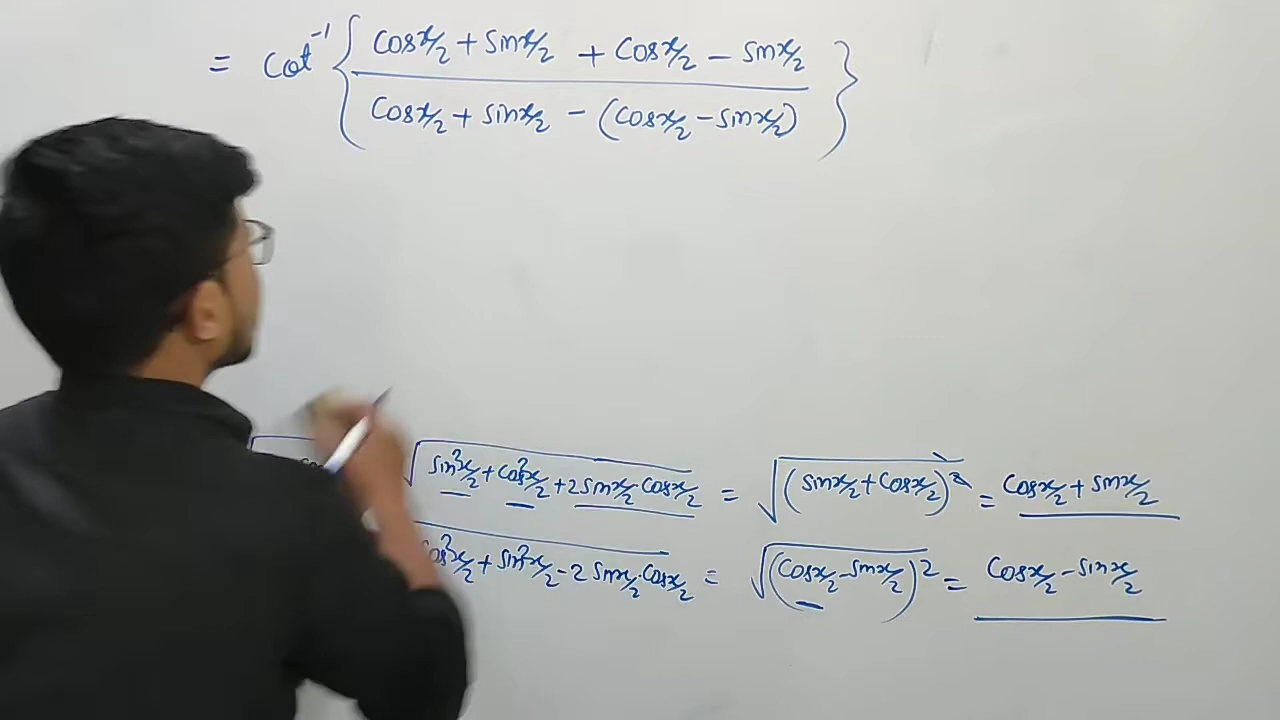 = cot⁻¹ { (cos x/2 + sin x/2 + cos x/2 − sin x/2) / (cos x/2 + sin x/2 − (cos x/2 − sin x/2)) }
√(sin² x/2 + cos² x/2 + 2 sin x/2 · cos x/2) = √((sin x/2 + cos x/2)²) = cos x/2 + sin x/2
cos² x/2 + sin² x/2 − 2 sin x/2 · cos x/2 = √((cos x/2 − sin x/2)²) = cos x/2 − sin x/2